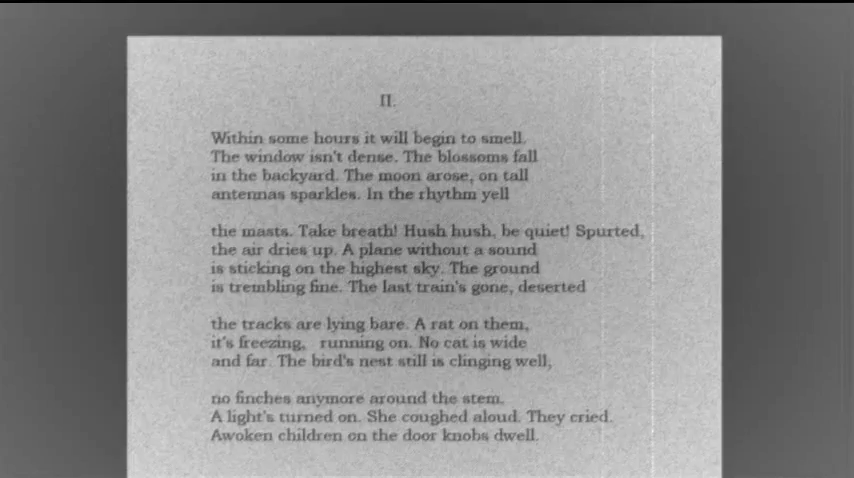 II.
Within some hours it will begin to smell.
The window isn't dense. The blossoms fall
in the backyard. The moon arose, on tall
antennas sparkles. In the rhythm yell
the masts. Take breath! Hush hush, be quiet! Spurted,
the air dries up. A plane without a sound
is sticking on the highest sky. The ground
is trembling fine. The last train's gone, deserted
the tracks are lying bare. A rat on them,
it's freezing, running on. No cat is wide
and far. The bird's nest still is clinging well,
no finches anymore around the stem.
A light's turned on. She coughed aloud. They cried.
Awoken children on the door knobs dwell.